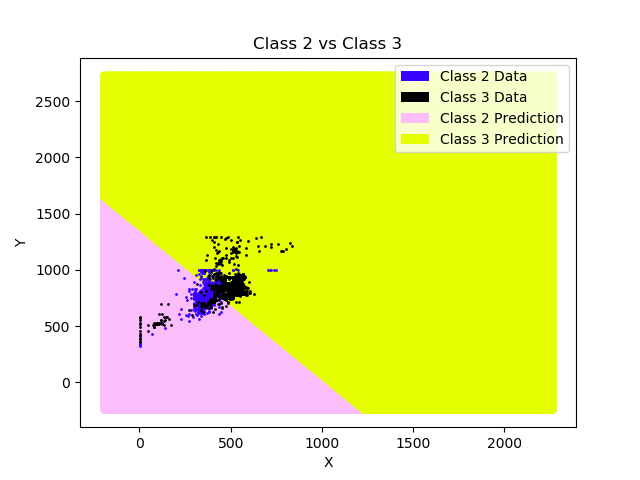 Class 2 vs Class 3
Class 2 Data
Class 3 Data
Class 2 Prediction
Class 3 Prediction
2500
2000
1500
1000
500
0
Y
0
500
1000
1500
2000
X